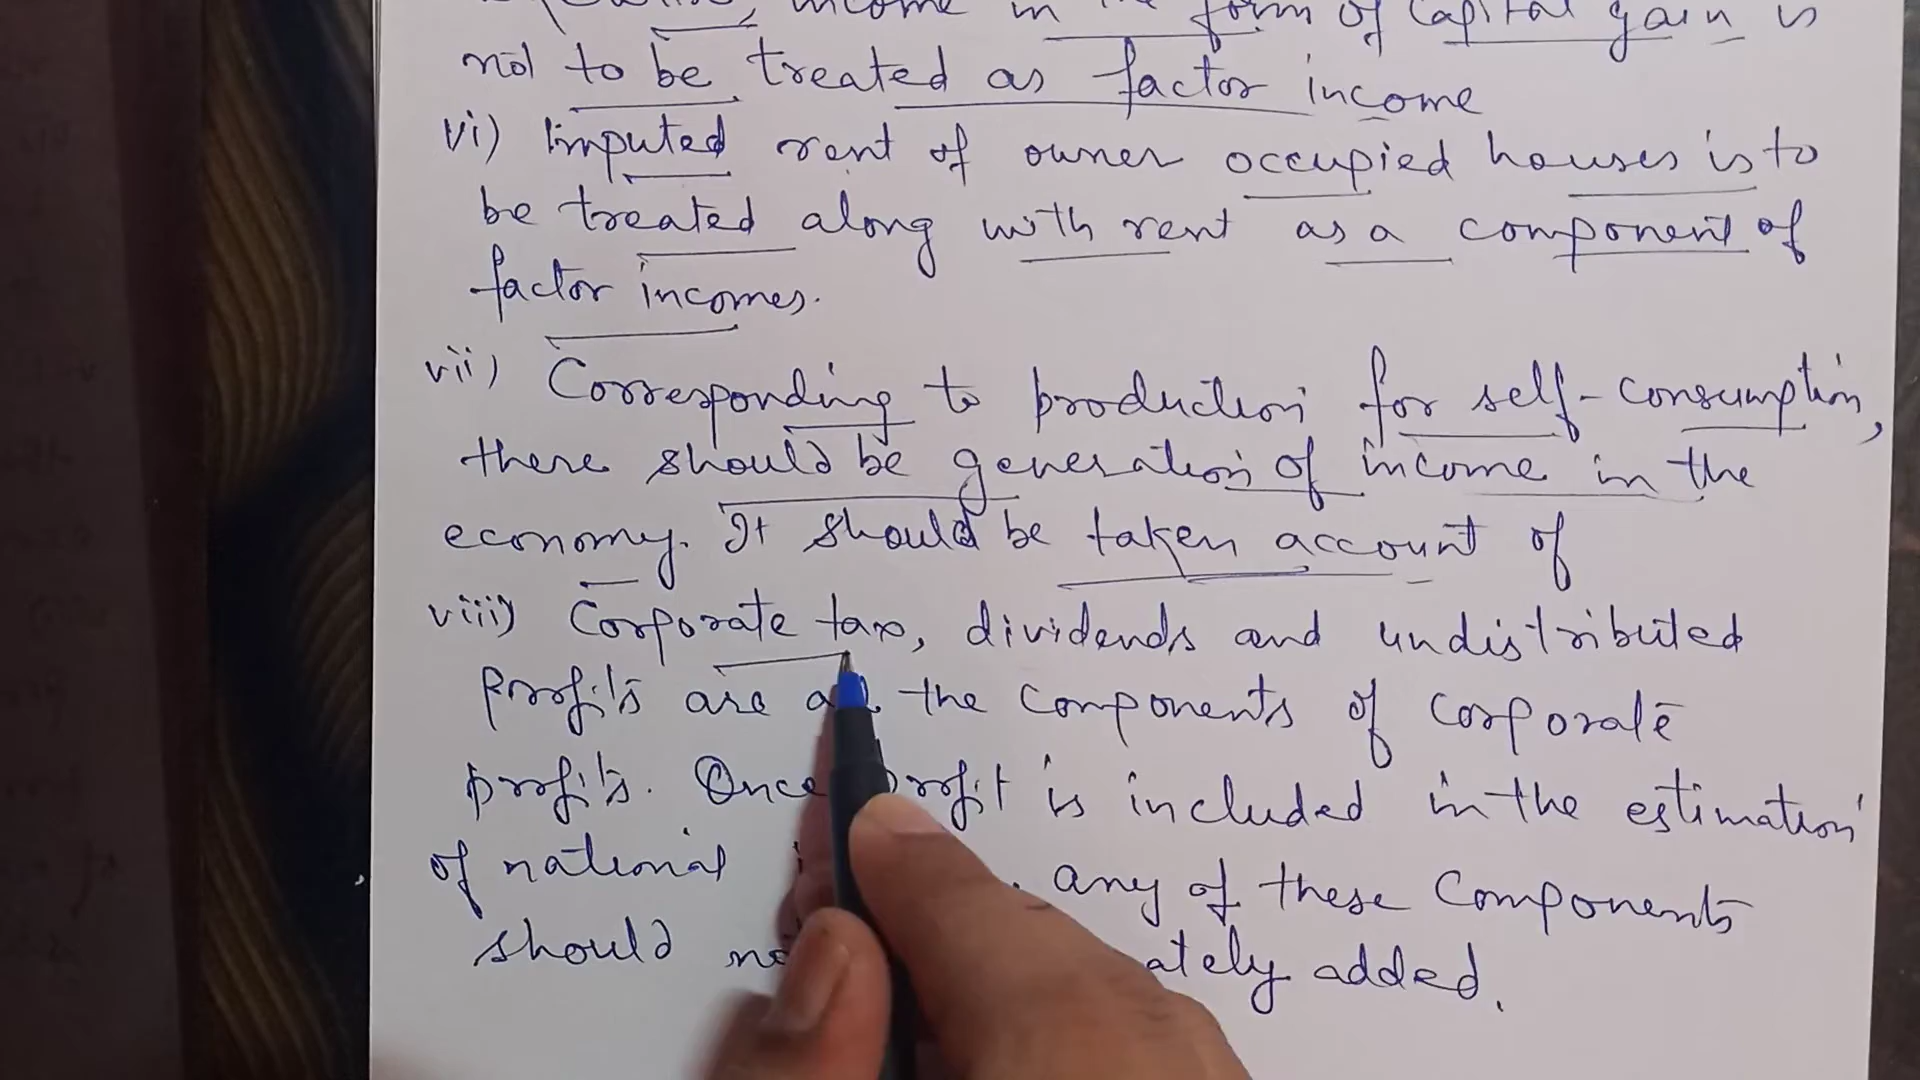 income in the form of Capital gain is
not to be treated as factor income
vi) Imputed rent of owner occupied houses is to
be treated along with rent as a component of
factor incomes.
vii) Corresponding to production for self-consumption,
there should be generation of income in the
economy. It should be taken account of
viii) Corporate tax, dividends and undistributed
profits are the components of corporate
profits. Once profit is included in the estimation
of national any of these Components
should added.